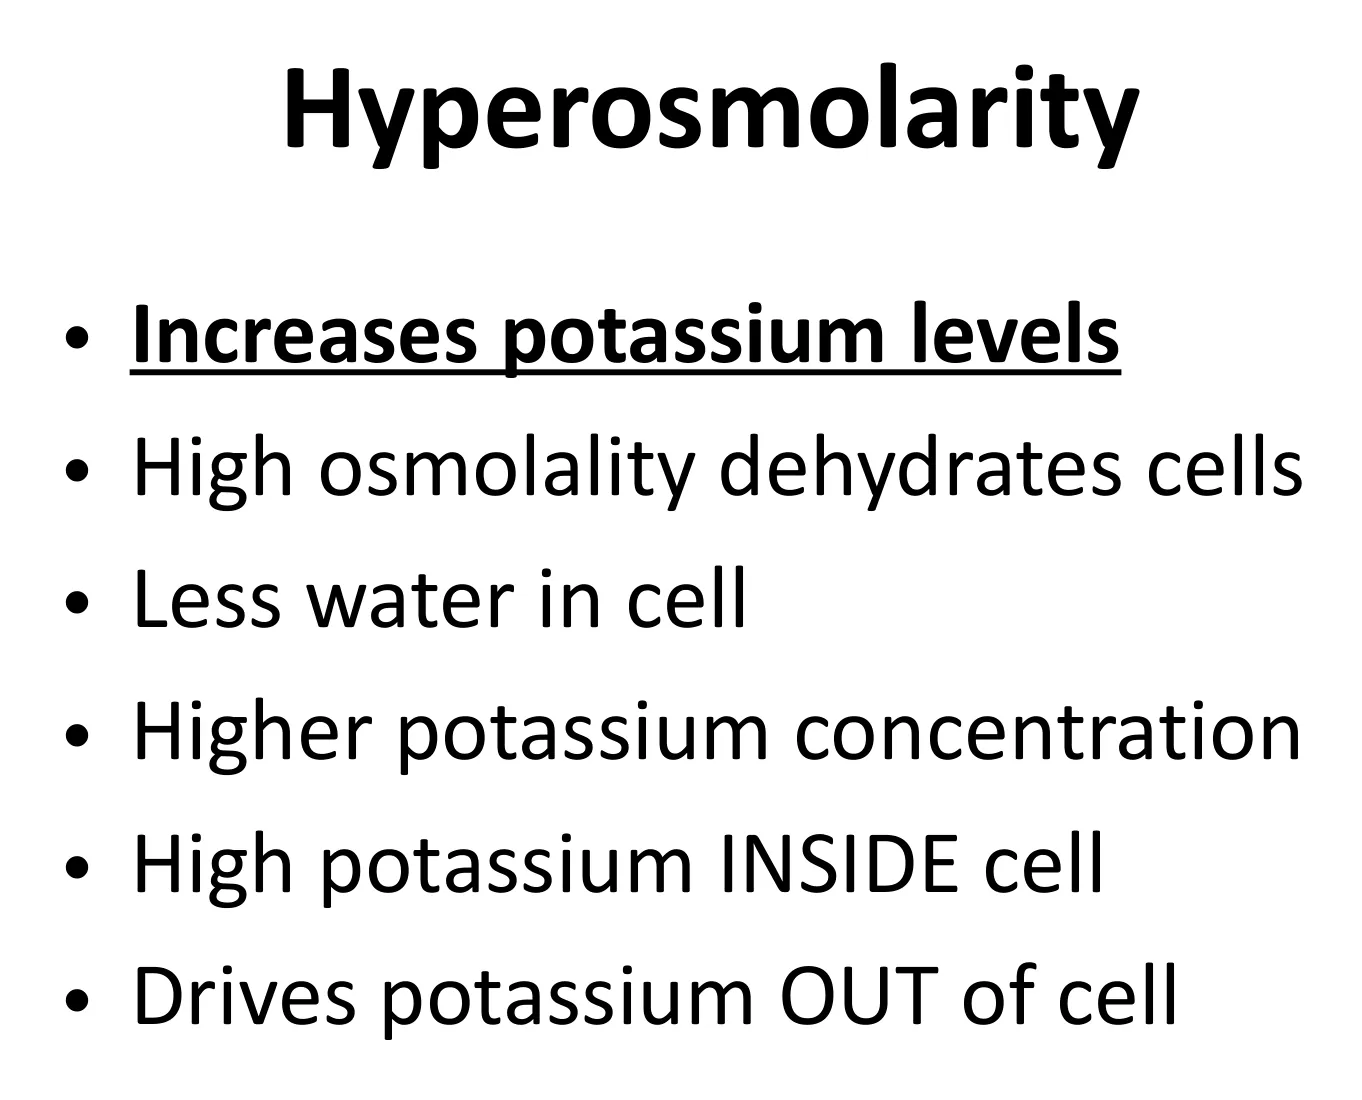 Hyperosmolarity
• Increases potassium levels
• High osmolality dehydrates cells
• Less water in cell
• Higher potassium concentration
• High potassium INSIDE cell
• Drives potassium OUT of cell